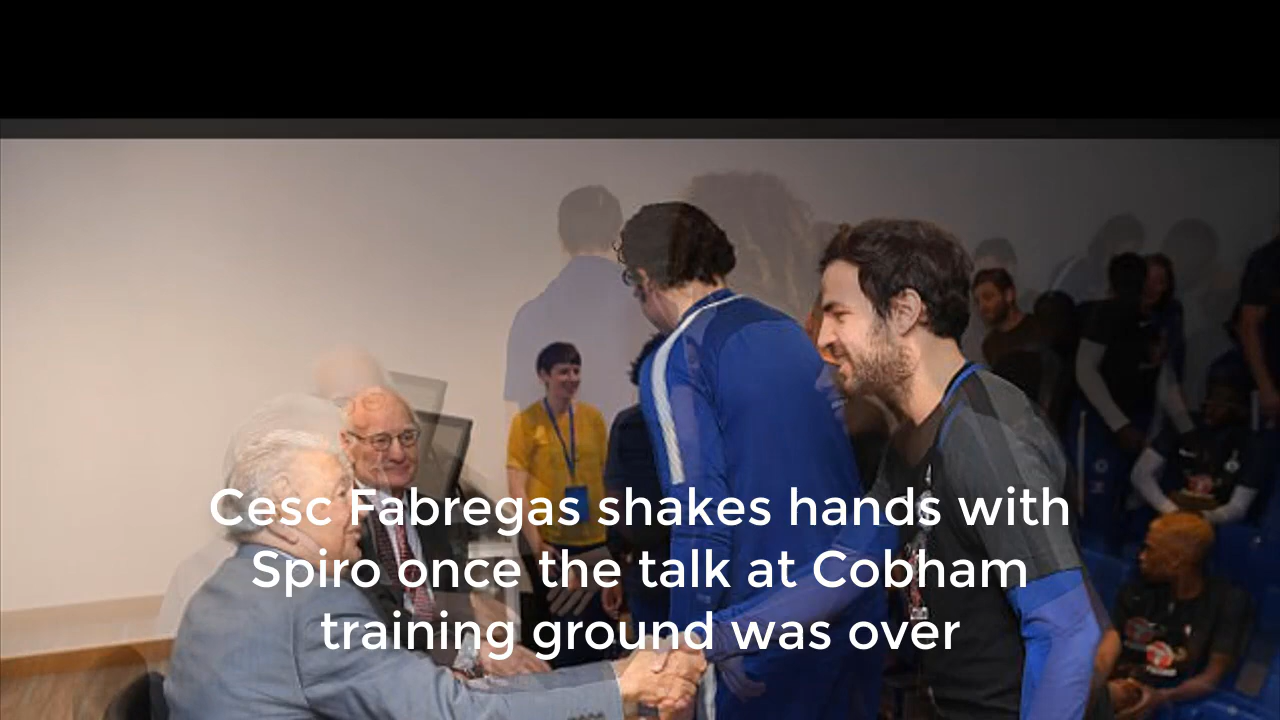 Cesc Fabregas shakes hands with
Spiro once the talk at Cobham
training ground was over